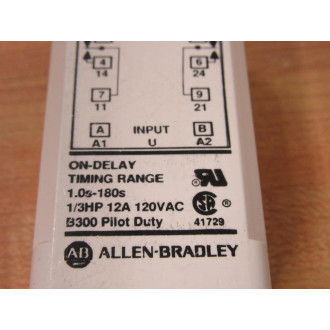 4 6
14 24
7 9
11 21
A INPUT B
A1 U A2
ON-DELAY
TIMING RANGE
1.0s-180s
1/3HP 12A 120VAC
B300 Pilot Duty 41729
AB ALLEN-BRADLEY